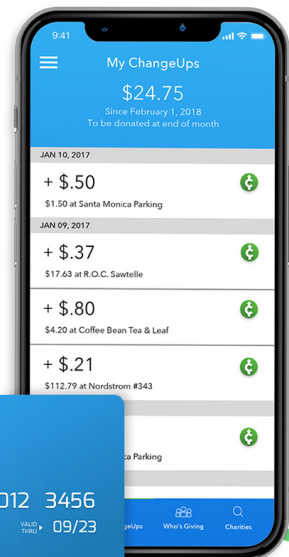 9:41
My ChangeUps
$24.75
Since February 1, 2018
To be donated at end of month
JAN 10, 2017
+ $.50
$1.50 at Santa Monica Parking
JAN 09, 2017
+ $.37
$17.63 at R.O.C. Sawtelle
+ $.80
$4.20 at Coffee Bean Tea & Leaf
+ $.21
$112.79 at Nordstrom #343
ca Parking
012 3456
VALID THRU 09/23
geUps Who's Giving Charities